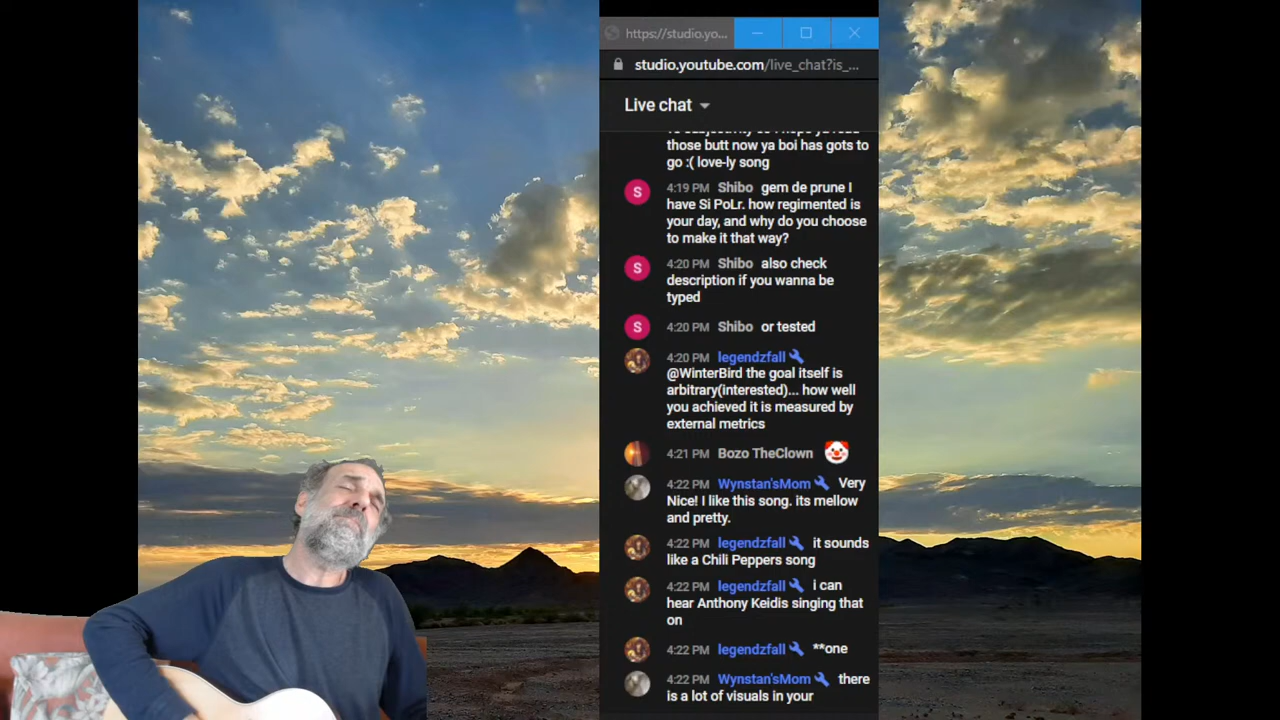 https://studio.yo...
studio.youtube.com/live_chat?is_...
Live chat
those butt now ya boi has gots to
go :( love-ly song
S
4:19 PM Shibo gem de prune I
have Si PoLr. how regimented is
your day, and why do you choose
to make it that way?
S
4:20 PM Shibo also check
description if you wanna be
typed
S
4:20 PM Shibo or tested
4:20 PM legendzfall
@WinterBird the goal itself is
arbitrary(interested)... how well
you achieved it is measured by
external metrics
4:21 PM Bozo TheClown 🤡
4:22 PM Wynstan'sMom Very
Nice! I like this song. its mellow
and pretty.
4:22 PM legendzfall it sounds
like a Chili Peppers song
4:22 PM legendzfall i can
hear Anthony Keidis singing that
on
4:22 PM legendzfall **one
4:22 PM Wynstan'sMom there
is a lot of visuals in your